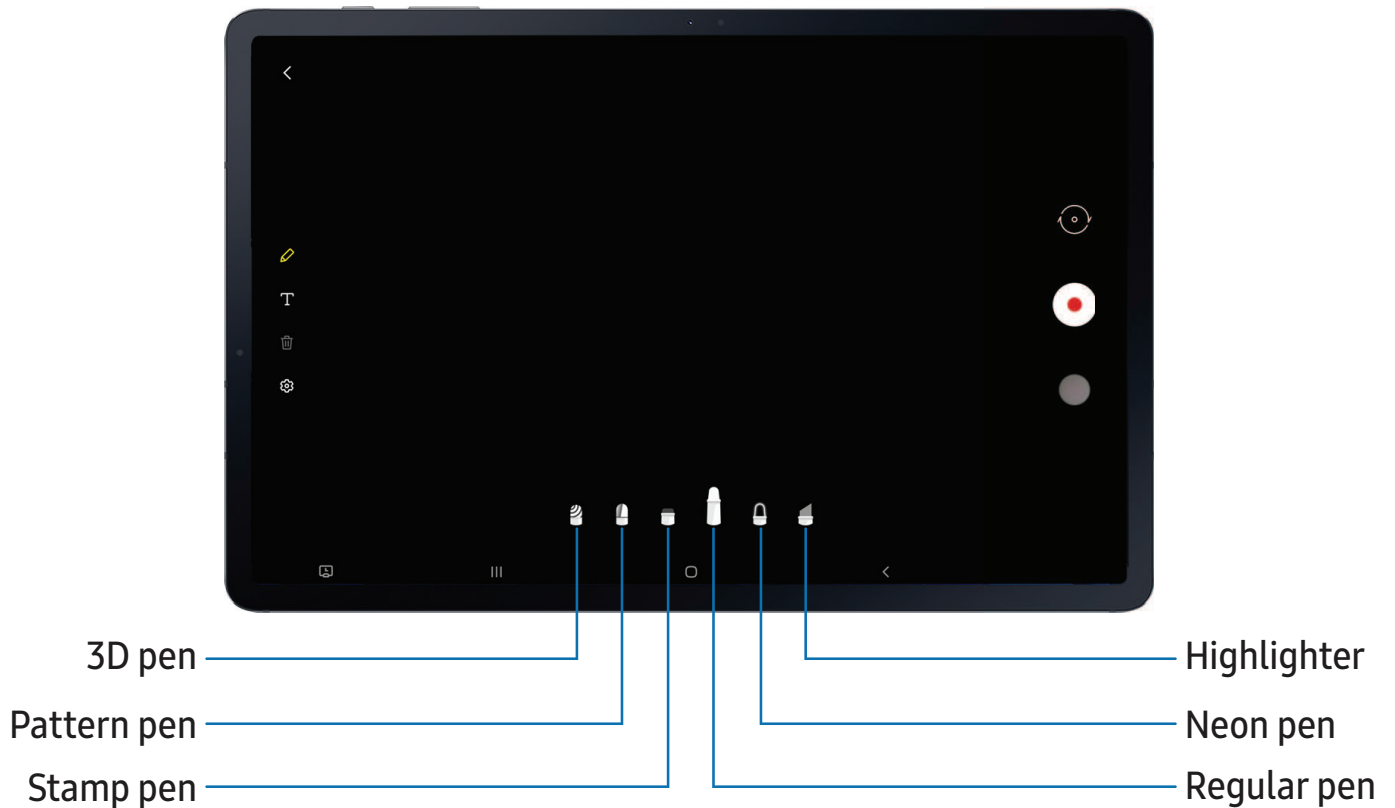 T
3D pen
Pattern pen
Stamp pen
Highlighter
Neon pen
Regular pen